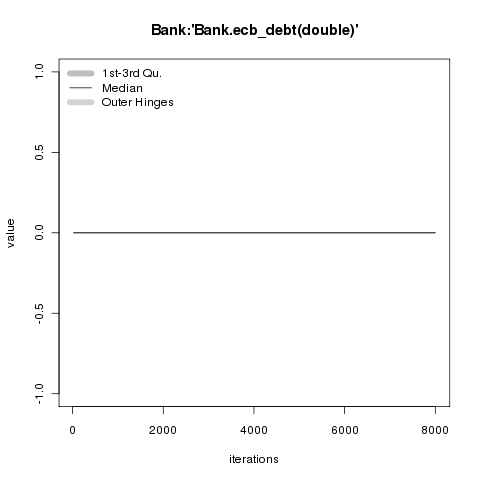 Bank:'Bank.ecb_debt(double)'
1st-3rd Qu.
Median
Outer Hinges
value
1.0
0.5
0.0
-0.5
-1.0
0 2000 4000 6000 8000
iterations